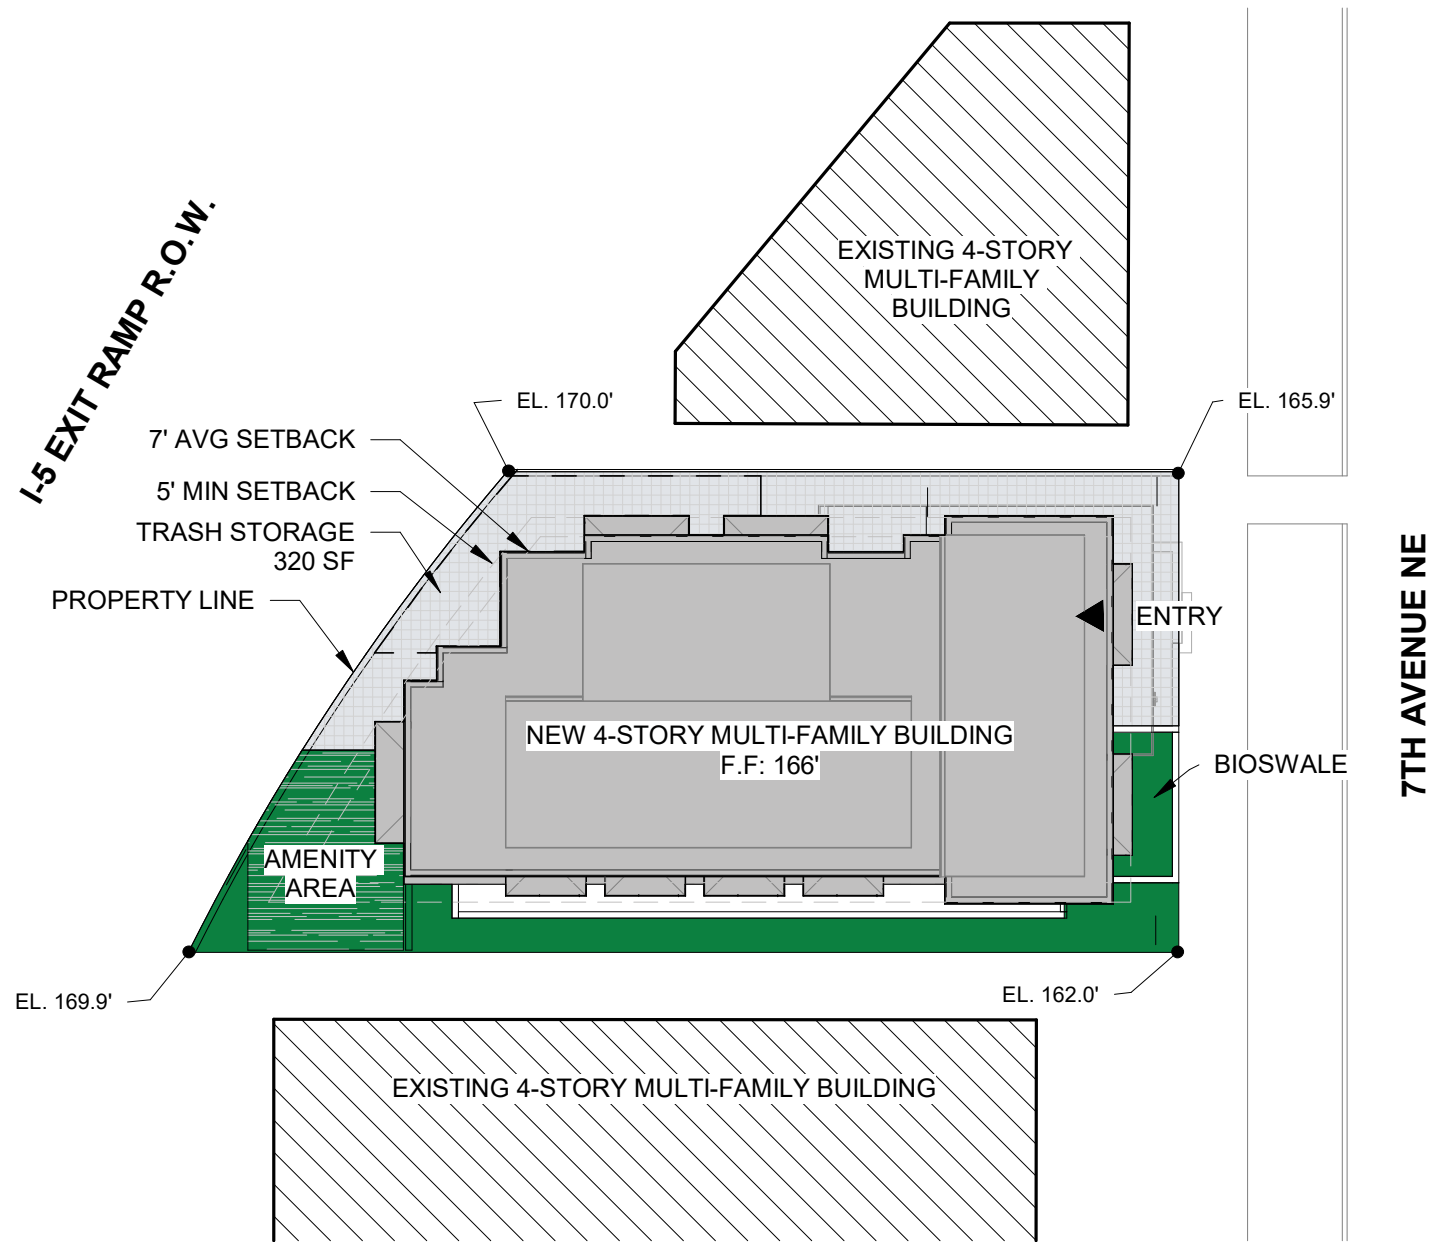 EXISTING 4-STORY
MULTI-FAMILY
BUILDING
I-5 EXIT RAMP R.O.W.
EL. 170.0'
EL. 165.9'
7' AVG SETBACK
5' MIN SETBACK
TRASH STORAGE
320 SF
PROPERTY LINE
ENTRY
7TH AVENUE NE
NEW 4-STORY MULTI-FAMILY BUILDING
F.F: 166'
BIOSWALE
AMENITY
AREA
EL. 169.9'
EL. 162.0'
EXISTING 4-STORY MULTI-FAMILY BUILDING